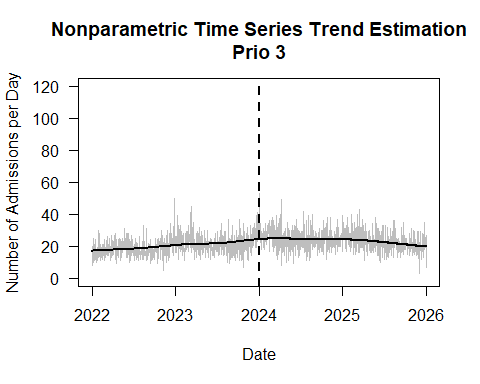 Nonparametric Time Series Trend Estimation
Prio 3
Number of Admissions per Day
120
100
80
60
40
20
0
2022 2023 2024 2025 2026
Date